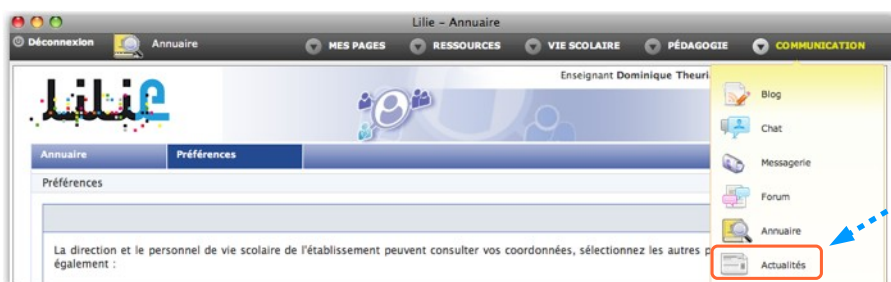 Lilie – Annuaire
Déconnexion Annuaire MES PAGES RESSOURCES VIE SCOLAIRE PÉDAGOGIE COMMUNICATION
Enseignant Dominique
lilie
Annuaire Préférences
Préférences
La direction et le personnel de vie scolaire de l'établissement peuvent consulter vos coordonnées, sélectionnez les autres
également :
Blog
Chat
Messagerie
Forum
Annuaire
Actualités